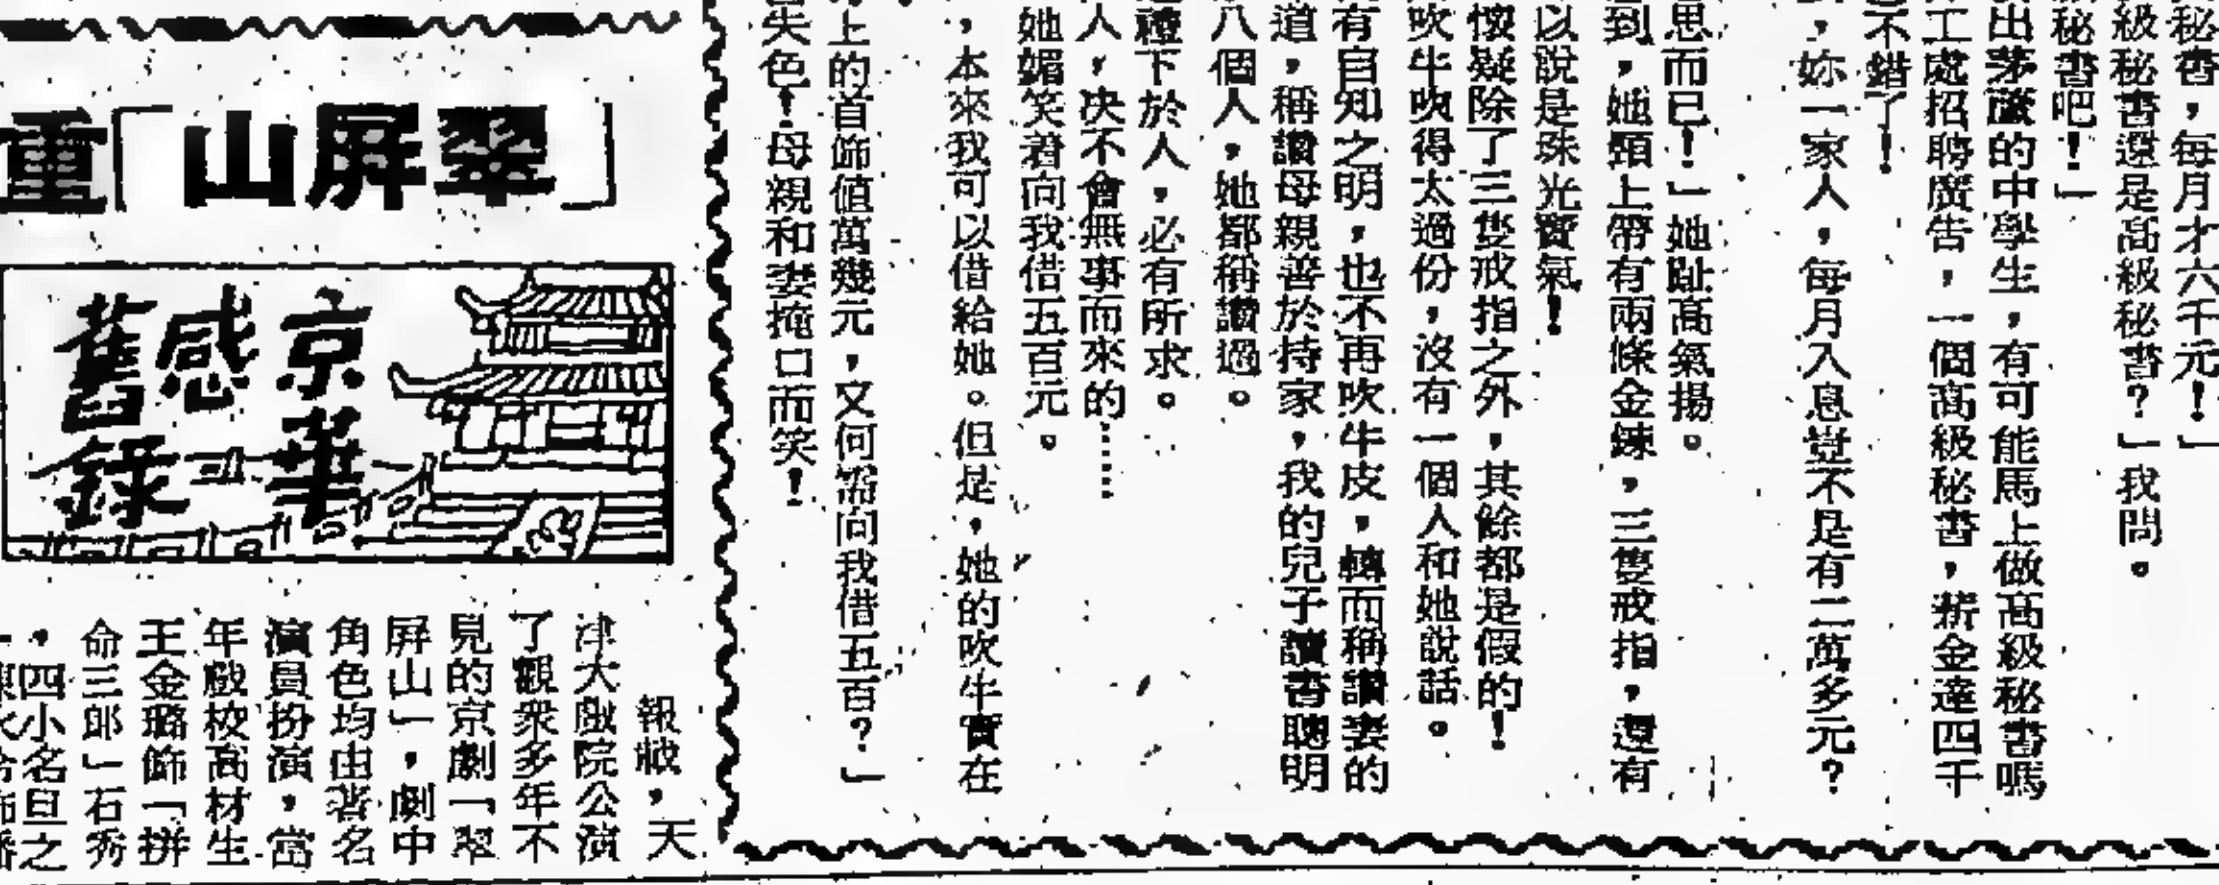 秘書，每月才六千元！」
級秘書還是高級秘書？」我問。
秘書吧！」
出茅蘆的中學生，有可能馬上做高級秘書嗎
工處招聘廣告，一個高級秘書，薪金達四千
不錯了！
，妳一家人，每月入息豈不是有二萬多元？
思而已！」她趾高氣揚。
到，她頸上帶有兩條金鍊，三隻戒指，還有
以說是珠光寶氣！
懷疑除了三隻戒指之外，其餘都是假的！
吹牛吹得太過份，沒有一個人和她說話。
有自知之明，也不再吹牛皮，轉而稱讚妻的
道，稱讚母親善於持家，我的兒子讀書聰明
八個人，她都稱讚過。
禮下於人，必有所求。
人，決不會無事而來的……
她媚笑着向我借五百元。
，本來我可以借給她。但是，她的吹牛實在
上的首飾值萬幾元，又何需向我借五百？」
失色！母親和妻掩口而笑！
「翠屏山」重
京華感舊錄
報載，天
津大戲院公演
了觀衆多年不
見的京劇「翠
屏山」，劇中
角色均由著名
演員扮演，當
年戲校高材生
王金璐飾「拼
命三郎」石秀
，四小名旦之